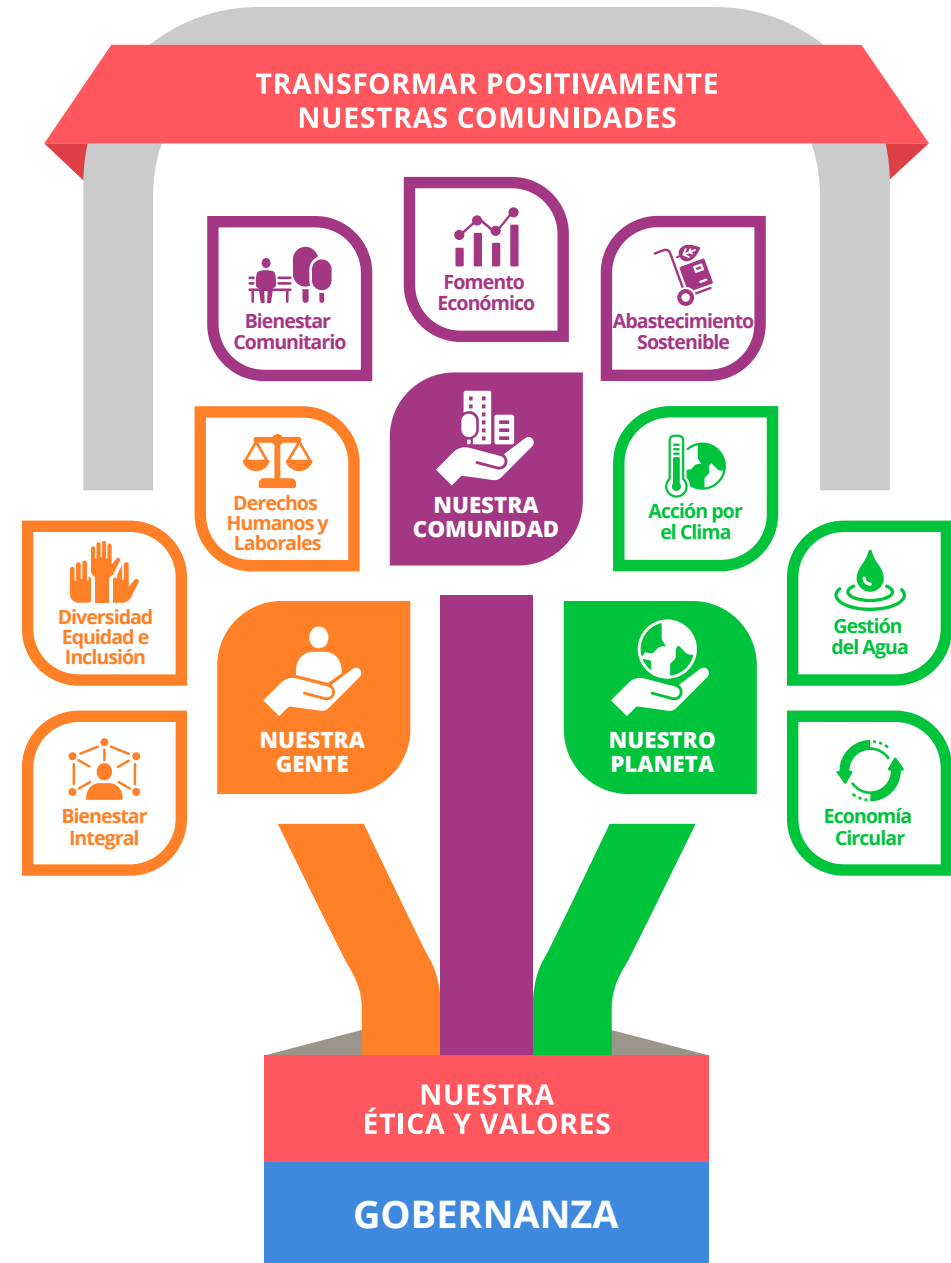 TRANSFORMAR POSITIVAMENTE
NUESTRAS COMUNIDADES
Fomento
Económico
Bienestar
Comunitario
Abastecimiento
Sostenible
NUESTRA
COMUNIDAD
Derechos
Humanos y
Laborales
Acción por
el Clima
Diversidad
Equidad e
Inclusión
Gestión
del Agua
NUESTRA
GENTE
NUESTRO
PLANETA
Bienestar
Integral
Economía
Circular
NUESTRA
ÉTICA Y VALORES
GOBERNANZA